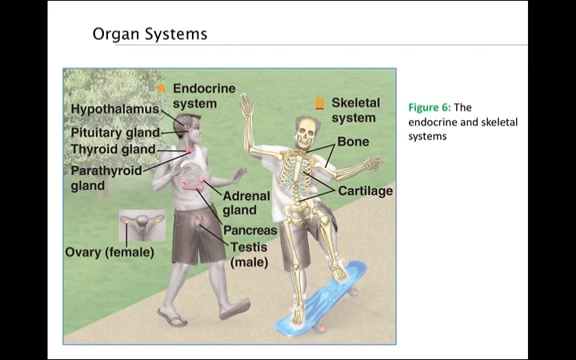 Organ Systems
A Endocrine
system
Hypothalamus
Pituitary gland
Thyroid gland
Parathyroid
gland
Adrenal
gland
Pancreas
Testis
(male)
Ovary (female)
B Skeletal
system
Bone
Cartilage
Figure 6: The
endocrine and skeletal
systems